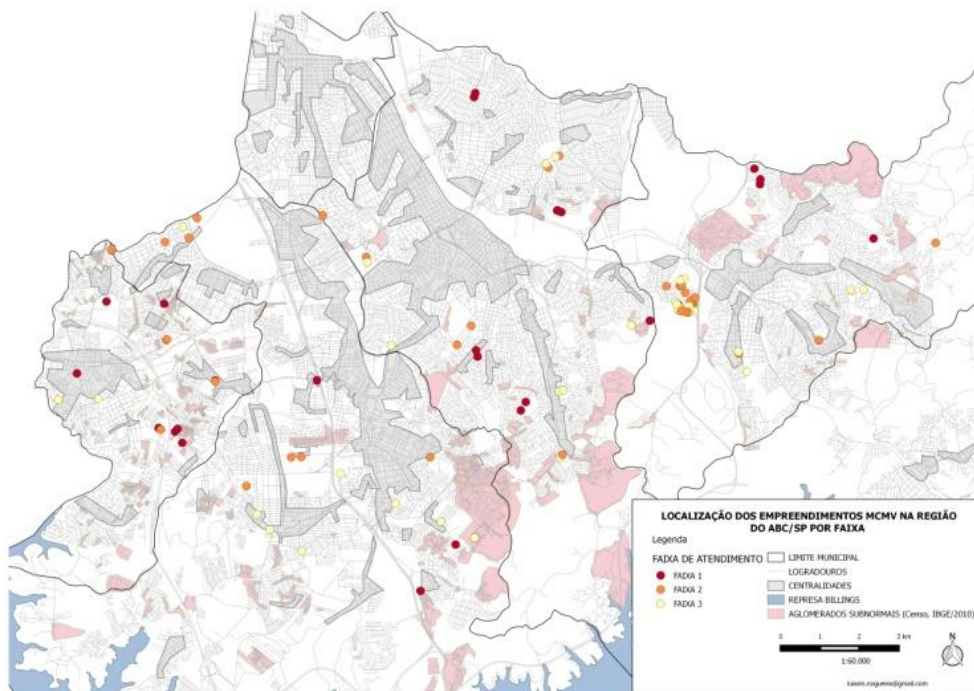 LOCALIZAÇÃO DOS EMPREENDIMENTOS MCMV NA REGIÃO
DO ABC/SP POR FAIXA
Legenda
FAIXA DE ATENDIMENTO
FAIXA 1
FAIXA 2
FAIXA 3
LIMITE MUNICIPAL
LOGRADOUROS
CENTRALIDADES
REPRESA BILLINGS
AGLOMERADOS SUBNORMAIS (Censo, IBGE/2010)
0 1 2 3 km
1:60.000
N